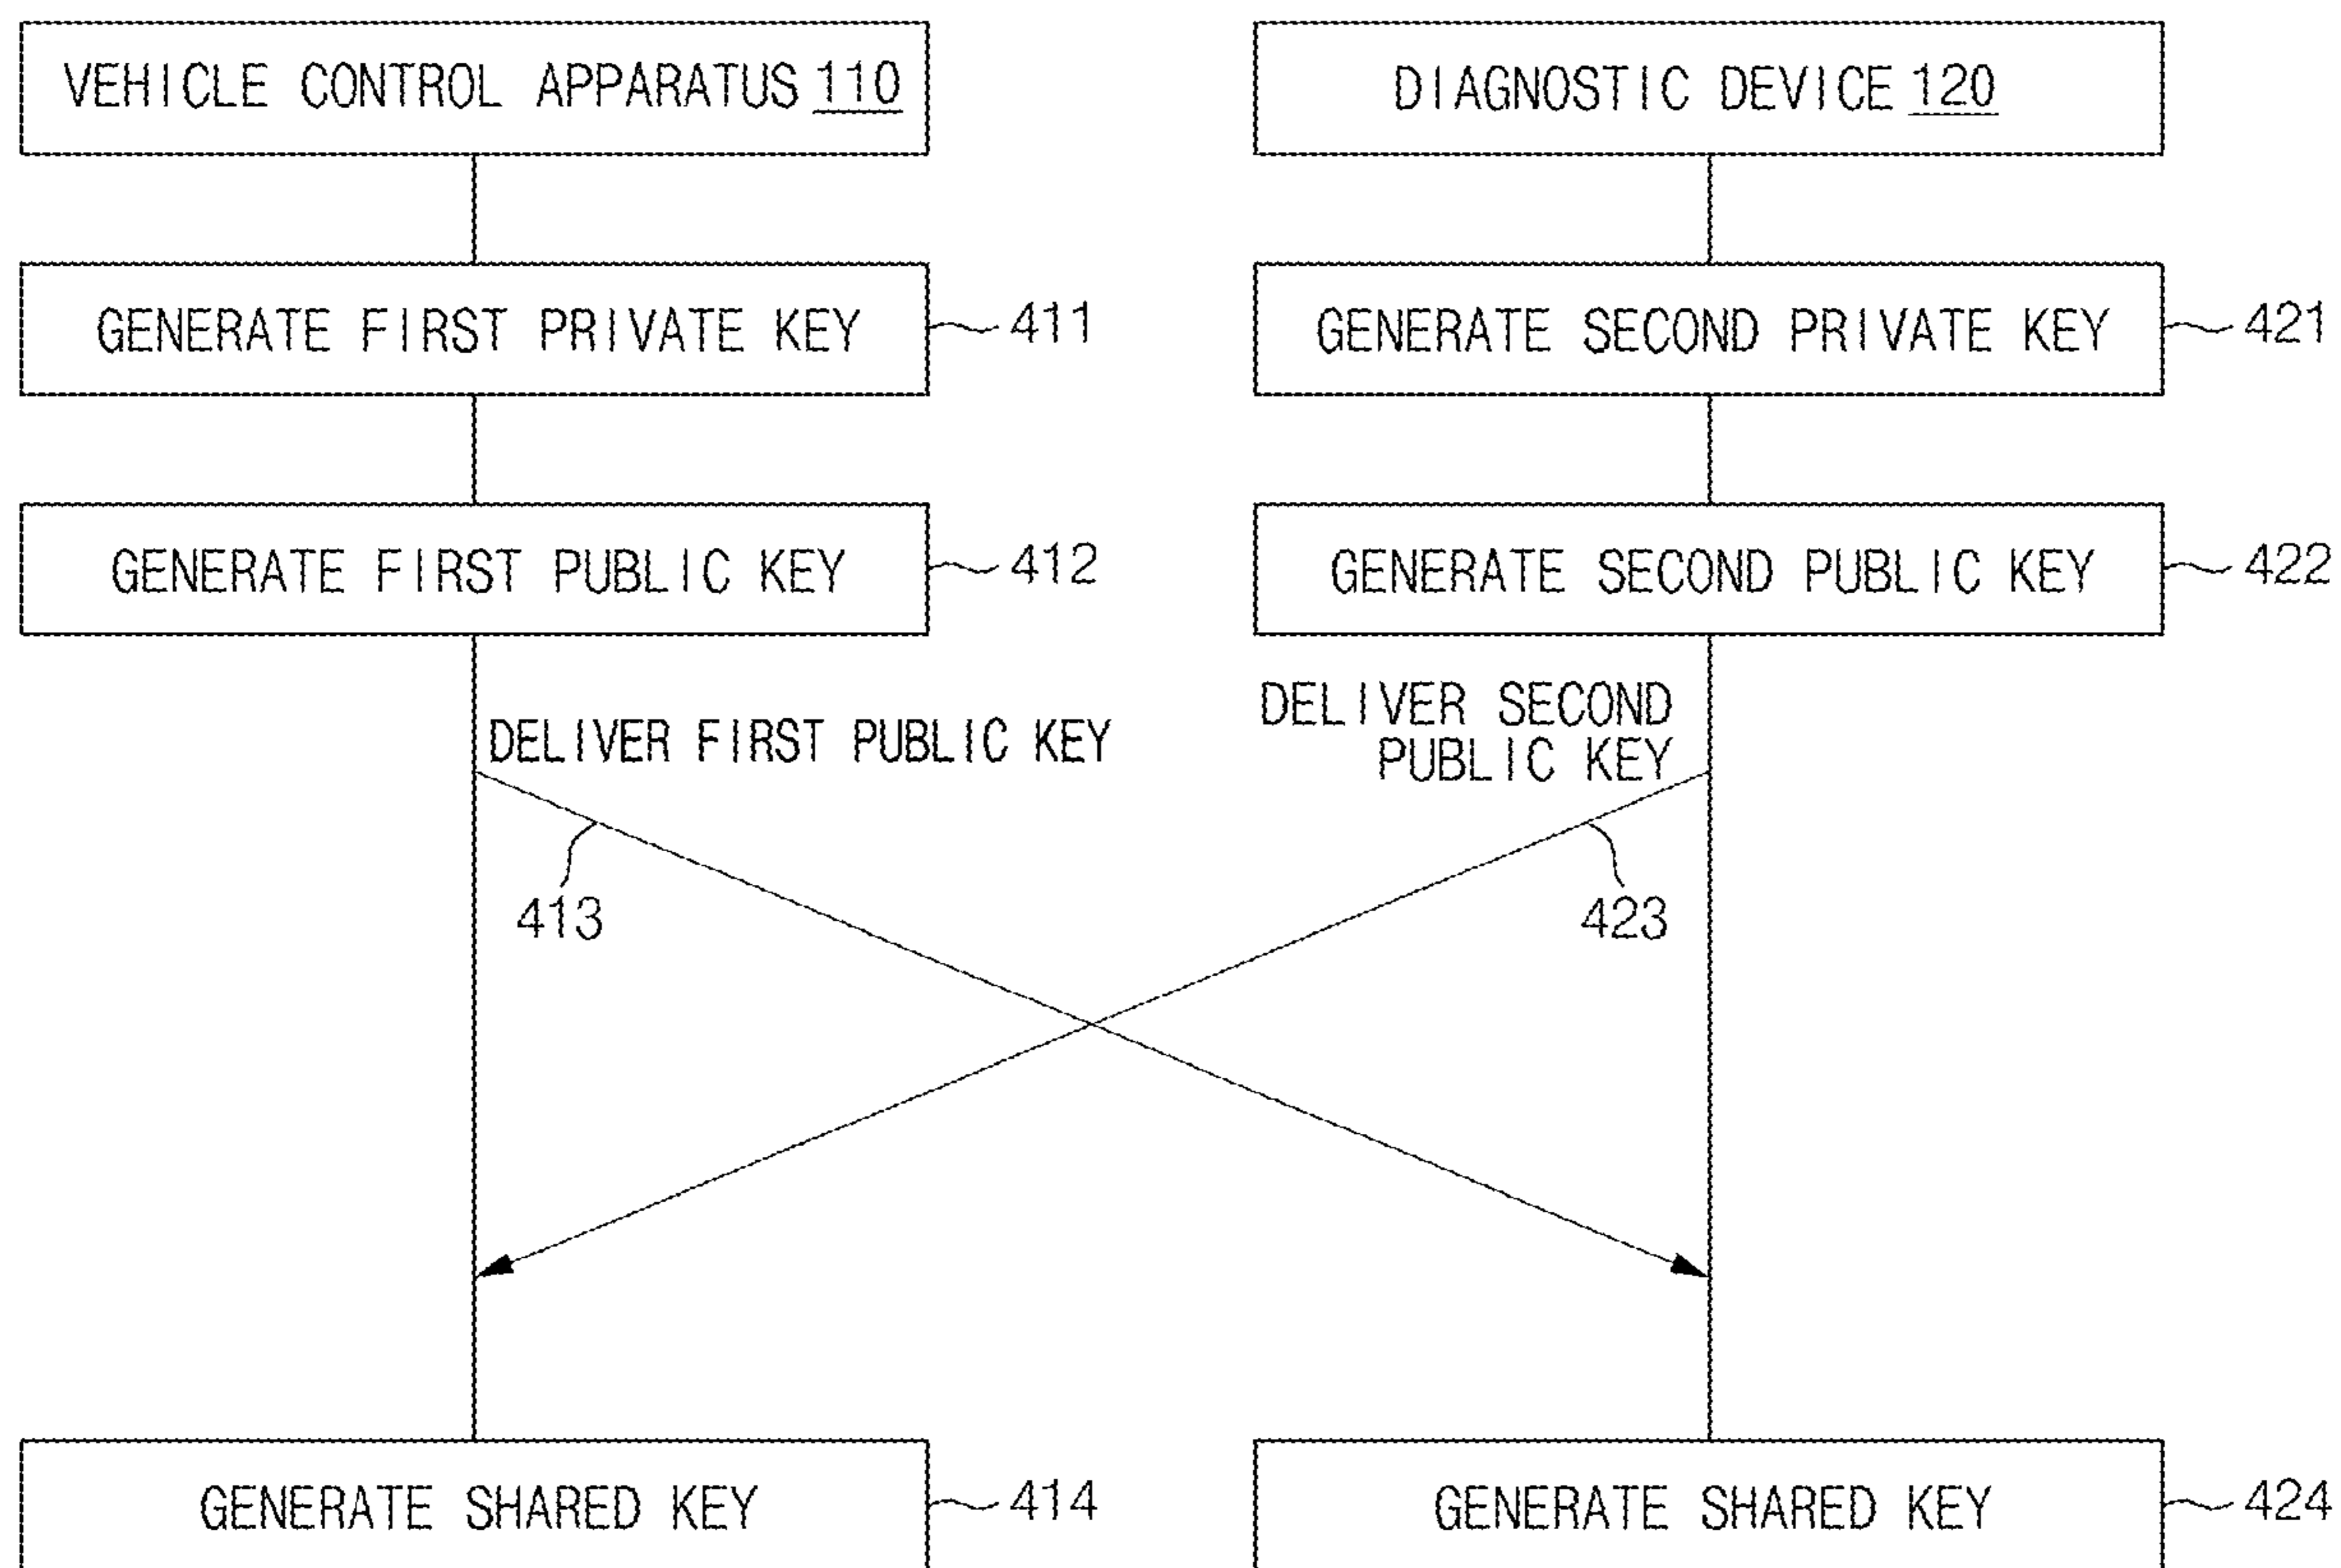 VEHICLE CONTROL APPARATUS 110
DIAGNOSTIC DEVICE 120
GENERATE FIRST PRIVATE KEY
411
GENERATE SECOND PRIVATE KEY
421
GENERATE FIRST PUBLIC KEY
412
GENERATE SECOND PUBLIC KEY
422
DELIVER FIRST PUBLIC KEY
DELIVER SECOND
PUBLIC KEY
413
423
GENERATE SHARED KEY
414
GENERATE SHARED KEY
424